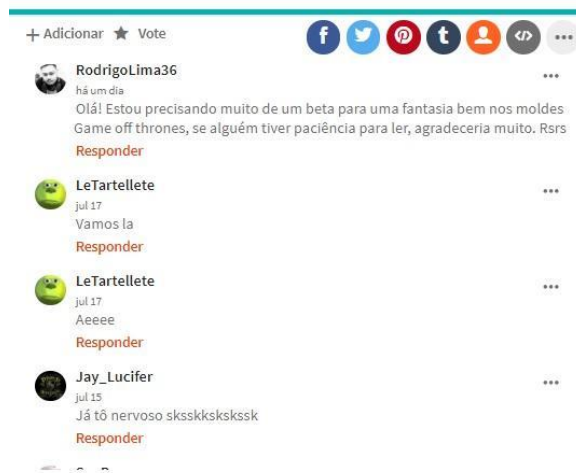 + Adicionar ★ Vote
RodrigoLima36
há um dia
Olá! Estou precisando muito de um beta para uma fantasia bem nos moldes
Game off thrones, se alguém tiver paciência para ler, agradeceria muito. Rsrs
Responder
LeTartellete
jul 17
Vamos la
Responder
LeTartellete
jul 17
Aeeee
Responder
Jay_Lucifer
jul 15
Já tô nervoso sksskksksksk
Responder